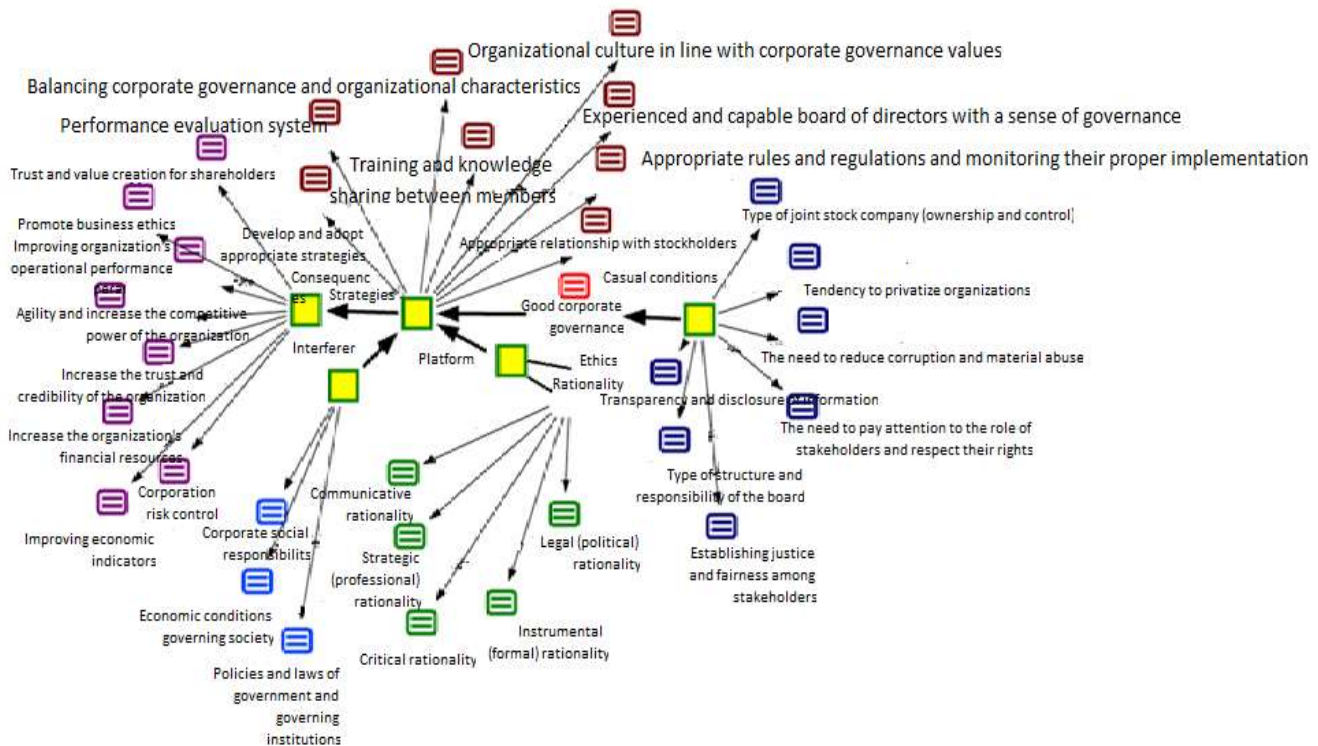 Organizational culture in line with corporate governance values
Balancing corporate governance and organizational characteristics
Performance evaluation system
Experienced and capable board of directors with a sense of governance
Training and knowledge
sharing between members
Appropriate rules and regulations and monitoring their proper implementation
Trust and value creation for shareholders
Promote business ethics
Improving organization's
operational performance
Develop and adopt
appropriate strategies
Appropriate relationship with stockholders
Type of joint stock company (ownership and control)
Consequenc
es
Strategies
Casual conditions
Tendency to privatize organizations
Good corporate
governance
Agility and increase the competitive
power of the organization
Interferer
Platform
Ethics
Rationality
The need to reduce corruption and material abuse
Increase the trust and
credibility of the organization
Transparency and disclosure of information
The need to pay attention to the role of
stakeholders and respect their rights
Increase the organization's
financial resources
Type of structure and
responsibility of the board
Corporation
risk control
Communicative
rationality
Improving economic
indicators
Corporate social
responsibilits
Strategic
(professional)
rationality
Legal (political)
rationality
Establishing justice
and fairness among
stakeholders
Economic conditions
governing society
Critical rationality
Instrumental
(formal) rationality
Policies and laws of
government and
governing
institutions